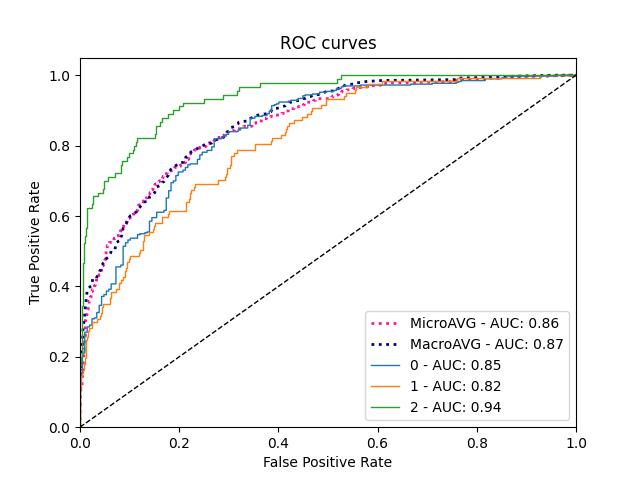 ROC curves
True Positive Rate
1.0
0.8
0.6
0.4
0.2
0.0
MicroAVG - AUC: 0.86
MacroAVG - AUC: 0.87
0 - AUC: 0.85
1 - AUC: 0.82
2 - AUC: 0.94
0.0 0.2 0.4 0.6 0.8 1.0
False Positive Rate